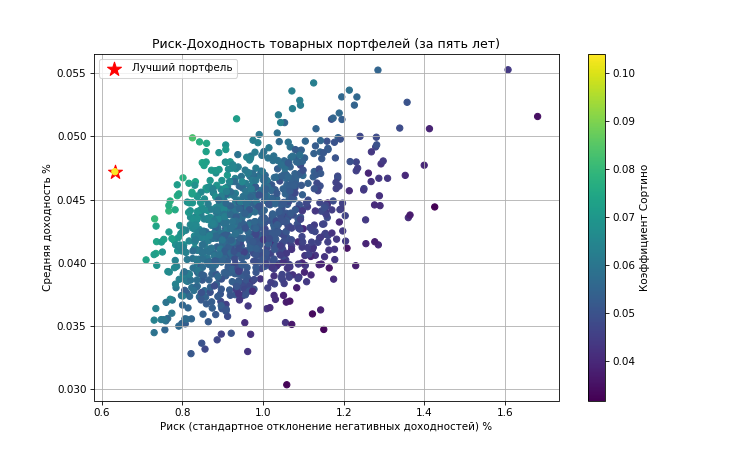 Риск-Доходность товарных портфелей (за пять лет)
Лучший портфель
Средняя доходность %
0.055
0.050
0.045
0.040
0.035
0.030
0.6 0.8 1.0 1.2 1.4 1.6
Риск (стандартное отклонение негативных доходностей) %
0.10
0.09
0.08
0.07
0.06
0.05
0.04
Коэффициент Сортино